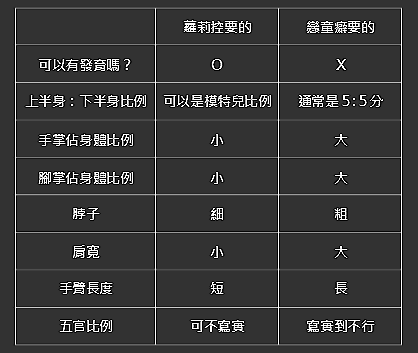 蘿莉控要的 戀童癖要的
可以有發育嗎？ O X
上半身：下半身比例 可以是模特兒比例 通常是５:５分
手掌佔身體比例 小 大
腳掌佔身體比例 小 大
脖子 細 粗
肩寬 小 大
手臂長度 短 長
五官比例 可不寫實 寫實到不行